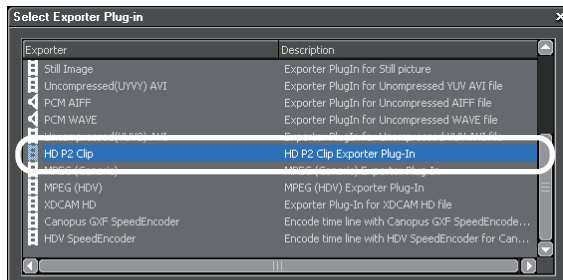 Select Exporter Plug-in
Exporter Description
Still Image Exporter PlugIn for Still picture
Uncompressed(UYVY) AVI Exporter PlugIn for Uncompressed YUV AVI file
PCM AIFF Exporter PlugIn for Uncompressed AIFF file
PCM WAVE Exporter PlugIn for Uncompressed WAVE file
HD P2 Clip HD P2 Clip Exporter Plug-In
MPEG (HDV) MPEG (HDV) Exporter Plug-In
XDCAM HD Exporter Plug-In for XDCAM HD file
Canopus GXF SpeedEncoder Encode time line with Canopus GXF SpeedEncode...
HDV SpeedEncoder Encode time line with HDV SpeedEncoder for Can...